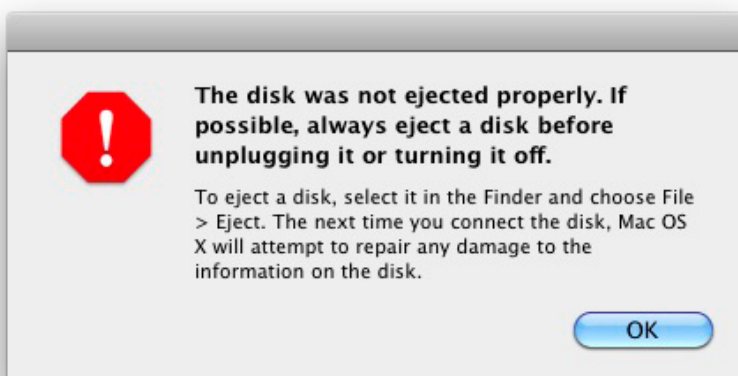 The disk was not ejected properly. If
possible, always eject a disk before
unplugging it or turning it off.
To eject a disk, select it in the Finder and choose File
> Eject. The next time you connect the disk, Mac OS
X will attempt to repair any damage to the
information on the disk.
OK